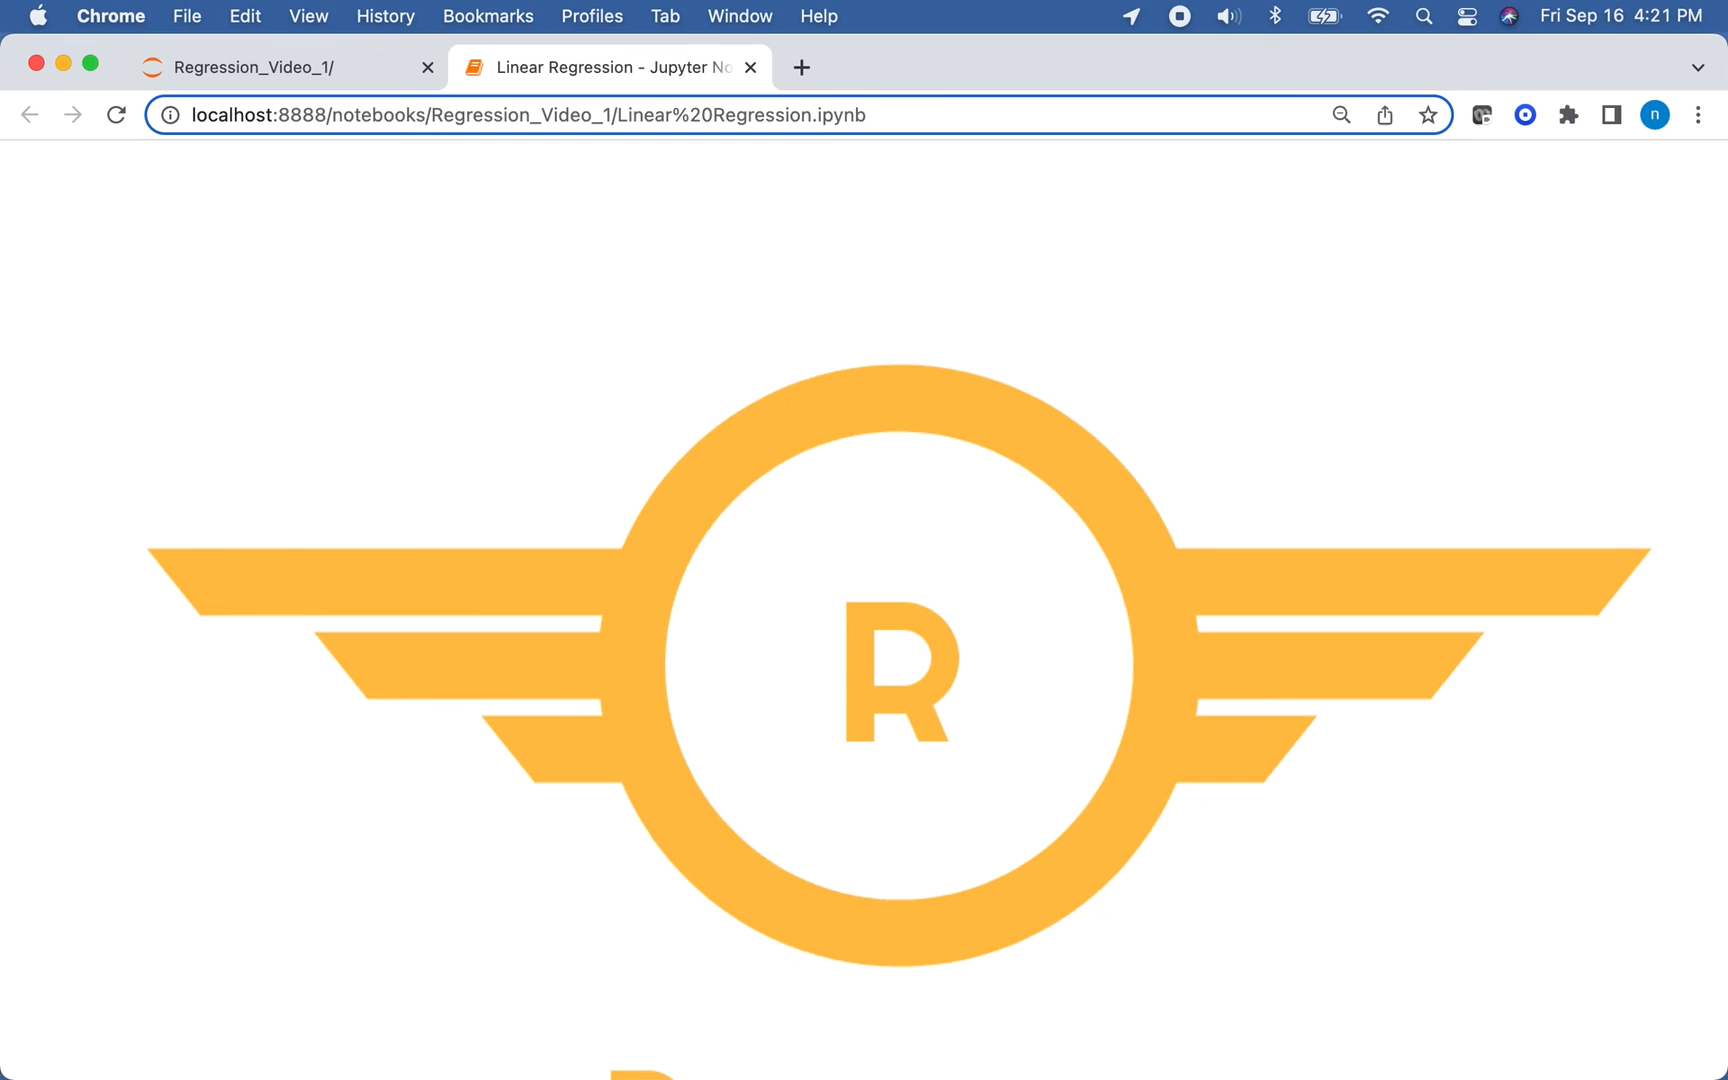 Chrome File Edit View History Bookmarks Profiles Tab Window Help Fri Sep 16 4:21 PM
Regression_Video_1/ Linear Regression - Jupyter No
localhost:8888/notebooks/Regression_Video_1/Linear%20Regression.ipynb n
R